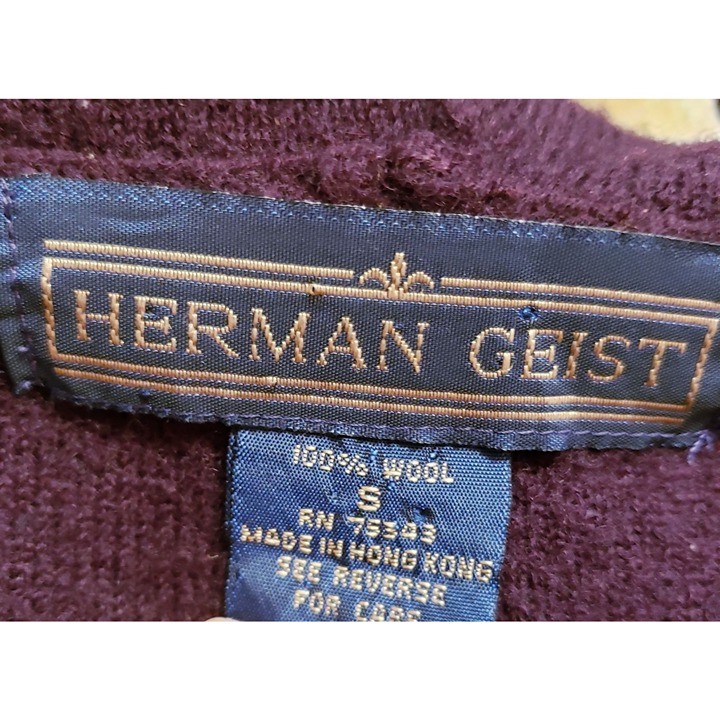 HERMAN GEIST
100% WOOL
S
RN 75343
MADE IN HONG KONG
SEE REVERSE
FOR CARE